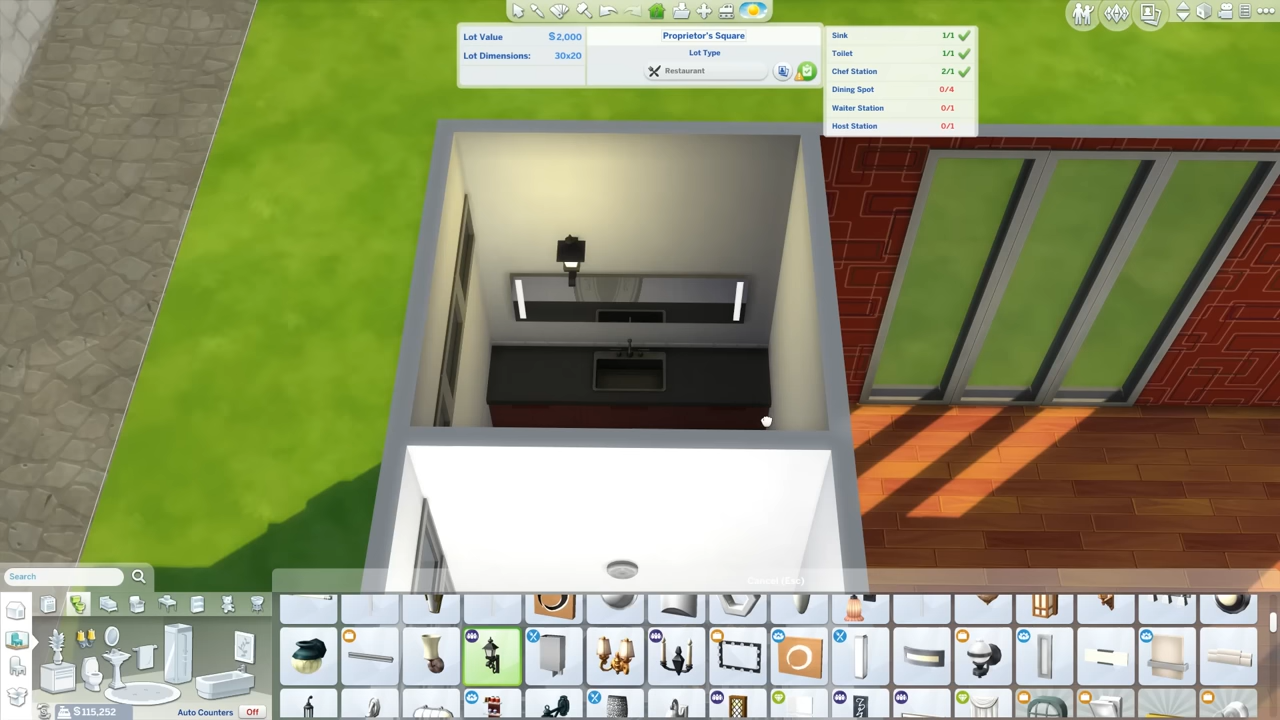 Lot Value
§2,000
Lot Dimensions:
30x20
Proprietor's Square
Lot Type
Restaurant
Sink 1/1
Toilet 1/1
Chef Station 2/1
Dining Spot 0/4
Waiter Station 0/1
Host Station 0/1
Search
Cancel (Esc)
§115,252
Auto Counters
Off